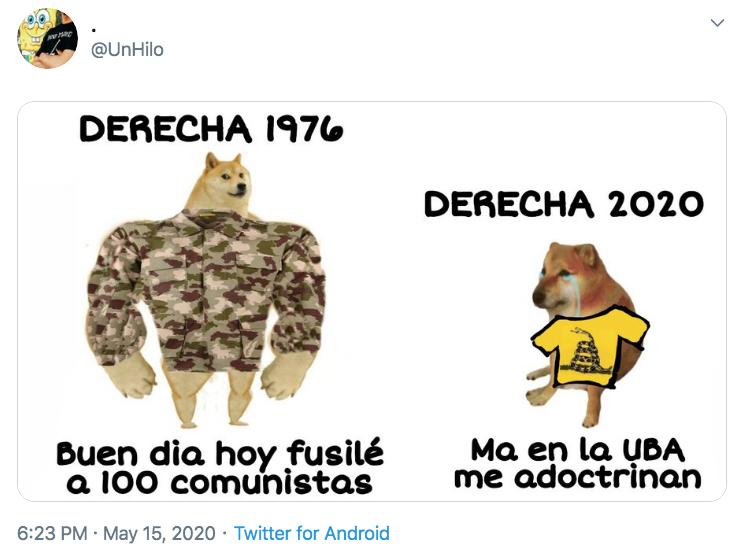 .
@UnHilo
DERECHA 1976
DERECHA 2020
Buen dia hoy fusilé
a 100 comunistas
Ma en la UBA
me adoctrinan
6:23 PM · May 15, 2020 · Twitter for Android